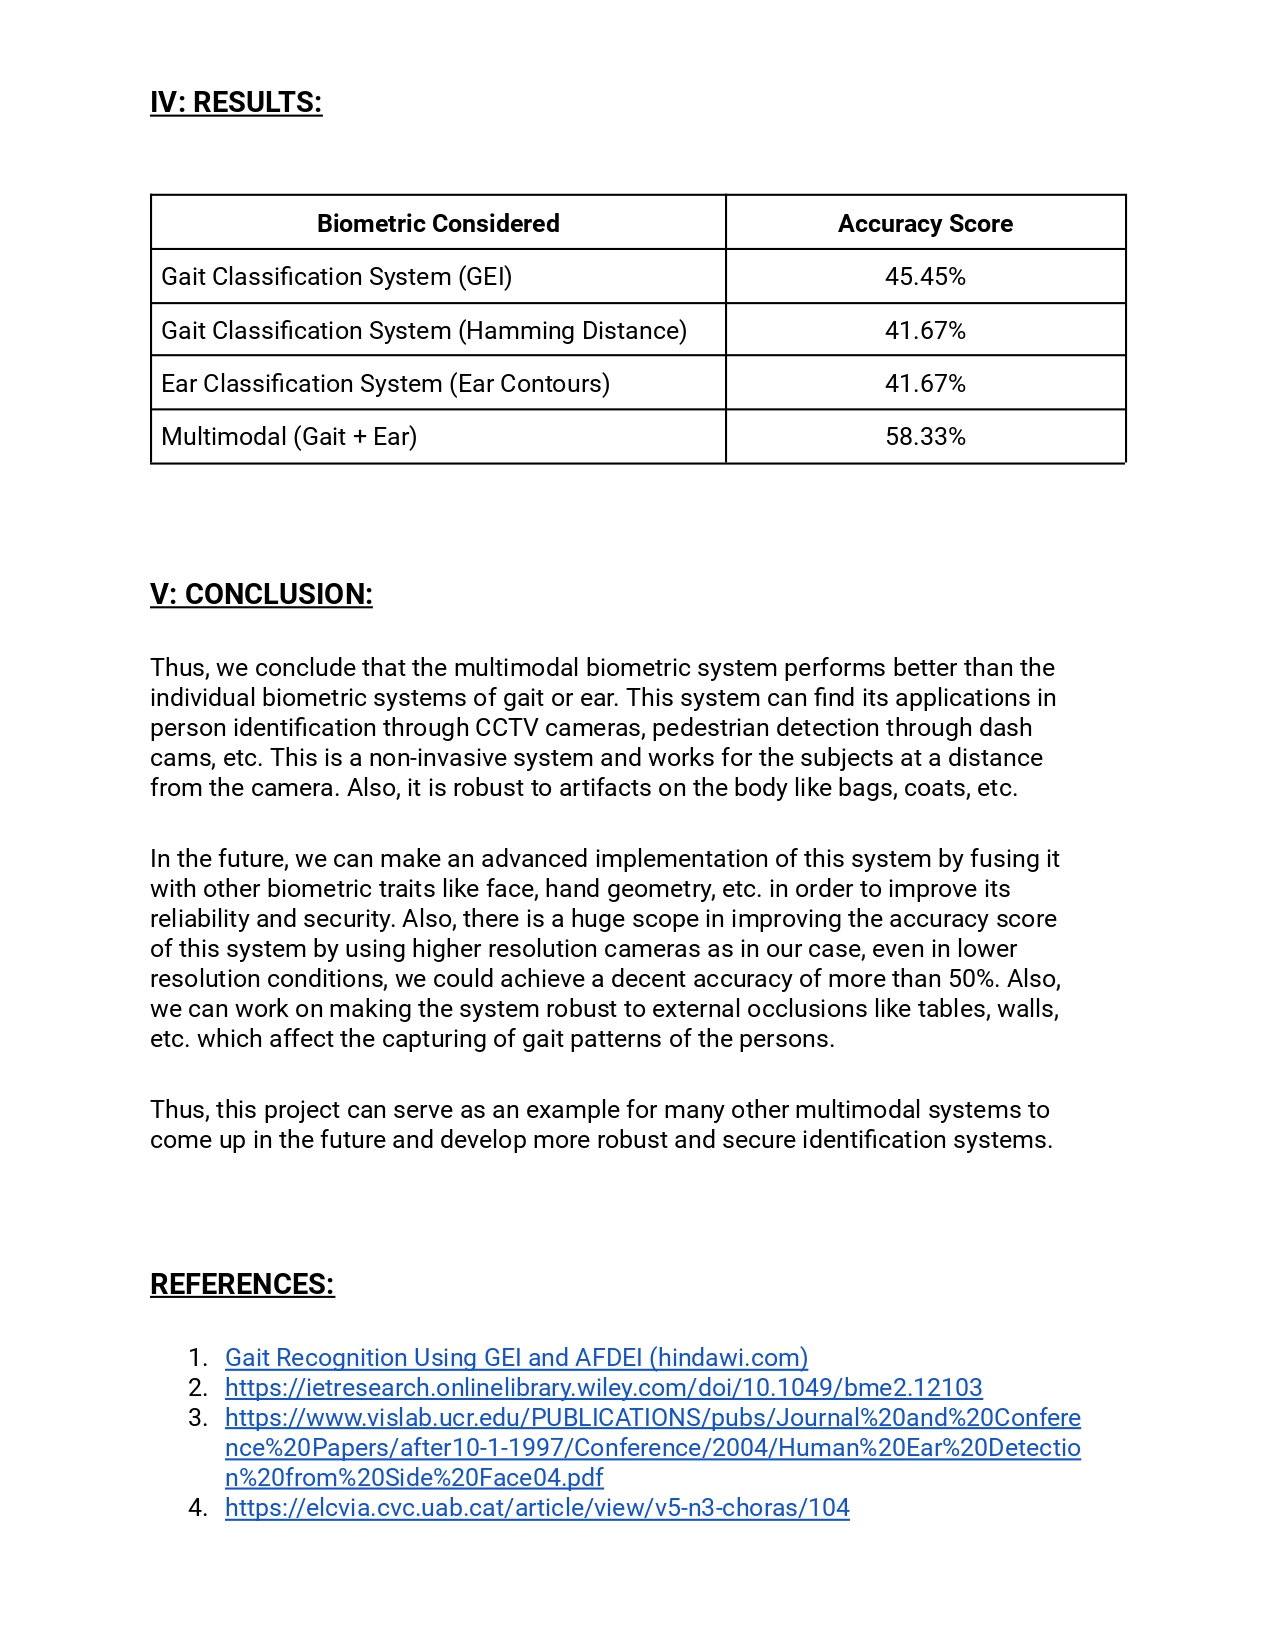 IV: RESULTS:
Biometric Considered Accuracy Score
Gait Classification System (GEI) 45.45%
Gait Classification System (Hamming Distance) 41.67%
Ear Classification System (Ear Contours) 41.67%
Multimodal (Gait + Ear) 58.33%
V: CONCLUSION:
Thus, we conclude that the multimodal biometric system performs better than the
individual biometric systems of gait or ear. This system can find its applications in
person identification through CCTV cameras, pedestrian detection through dash
cams, etc. This is a non-invasive system and works for the subjects at a distance
from the camera. Also, it is robust to artifacts on the body like bags, coats, etc.
In the future, we can make an advanced implementation of this system by fusing it
with other biometric traits like face, hand geometry, etc. in order to improve its
reliability and security. Also, there is a huge scope in improving the accuracy score
of this system by using higher resolution cameras as in our case, even in lower
resolution conditions, we could achieve a decent accuracy of more than 50%. Also,
we can work on making the system robust to external occlusions like tables, walls,
etc. which affect the capturing of gait patterns of the persons.
Thus, this project can serve as an example for many other multimodal systems to
come up in the future and develop more robust and secure identification systems.
REFERENCES:
1. Gait Recognition Using GEI and AFDEI (hindawi.com)
2. https://ietresearch.onlinelibrary.wiley.com/doi/10.1049/bme2.12103
3. https://www.vislab.ucr.edu/PUBLICATIONS/pubs/Journal%20and%20Confere
nce%20Papers/after10-1-1997/Conference/2004/Human%20Ear%20Detectio
n%20from%20Side%20Face04.pdf
4. https://elcvia.cvc.uab.cat/article/view/v5-n3-choras/104